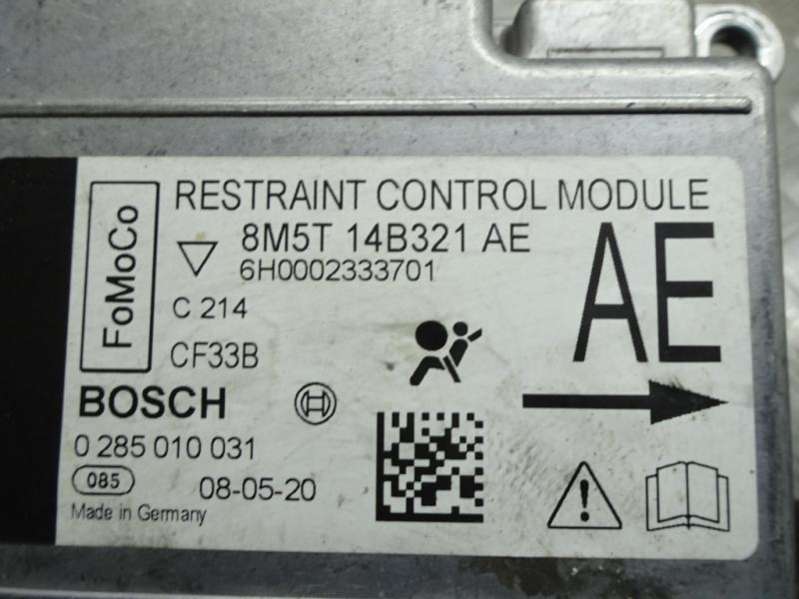 FoMoCo
RESTRAINT CONTROL MODULE
8M5T 14B321 AE
6H0002333701
AE
C 214
CF33B
BOSCH
0 285 010 031
085
08-05-20
Made in Germany